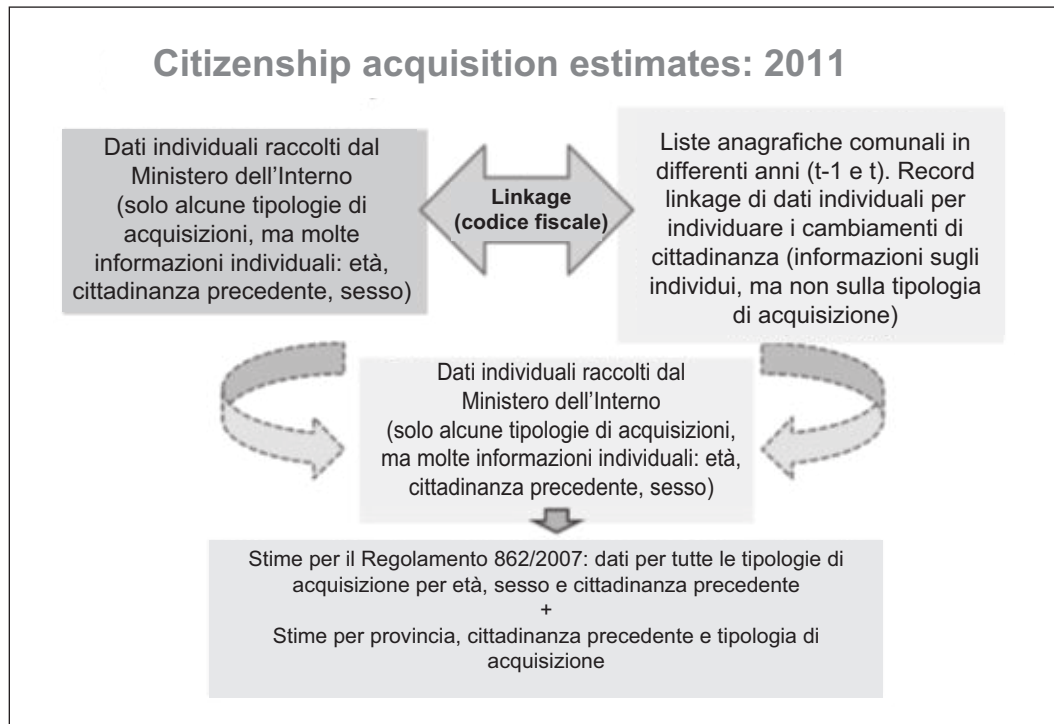 Citizenship acquisition estimates: 2011
Dati individuali raccolti dal
Ministero dell’Interno
(solo alcune tipologie di
acquisizioni, ma molte
informazioni individuali: età,
cittadinanza precedente, sesso)
Linkage
(codice fiscale)
Liste anagrafiche comunali in
differenti anni (t-1 e t). Record
linkage di dati individuali per
individuare i cambiamenti di
cittadinanza (informazioni sugli
individui, ma non sulla tipologia
di acquisizione)
Dati individuali raccolti dal
Ministero dell’Interno
(solo alcune tipologie di acquisizioni,
ma molte informazioni individuali: età,
cittadinanza precedente, sesso)
Stime per il Regolamento 862/2007: dati per tutte le tipologie di
acquisizione per età, sesso e cittadinanza precedente
+
Stime per provincia, cittadinanza precedente e tipologia di
acquisizione